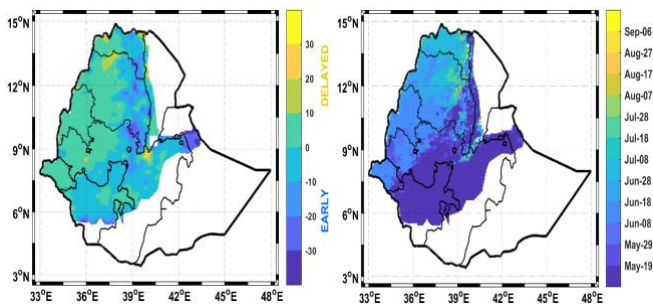 15°N
12°N
9°N
6°N
3°N
33°E 36°E 39°E 42°E 45°E 48°E
30
20
10
0
-10
-20
-30
DELAYED
EARLY
15°N
12°N
9°N
6°N
3°N
33°E 36°E 39°E 42°E 45°E 48°E
Sep-06
Aug-27
Aug-17
Aug-07
Jul-28
Jul-18
Jul-08
Jun-28
Jun-18
Jun-08
May-29
May-19